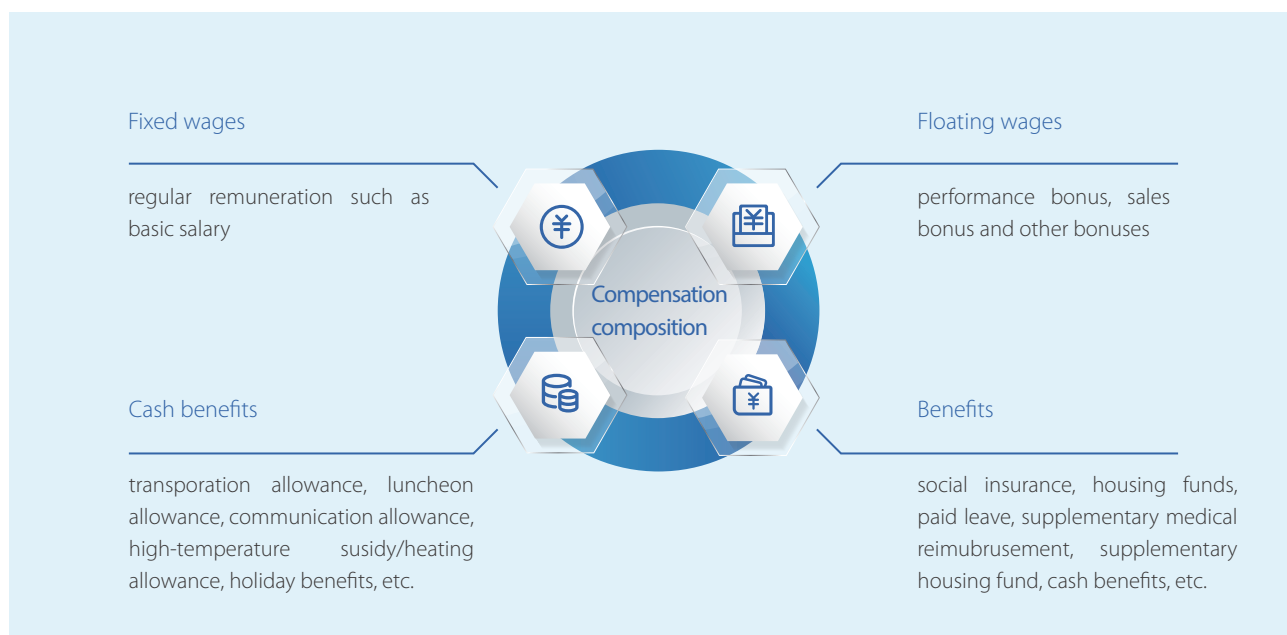 Fixed wages
regular remuneration such as
basic salary
Floating wages
performance bonus, sales
bonus and other bonuses
Compensation
composition
Cash benefits
transporation allowance, luncheon
allowance, communication allowance,
high-temperature susidy/heating
allowance, holiday benefits, etc.
Benefits
social insurance, housing funds,
paid leave, supplementary medical
reimubrusement, supplementary
housing fund, cash benefits, etc.